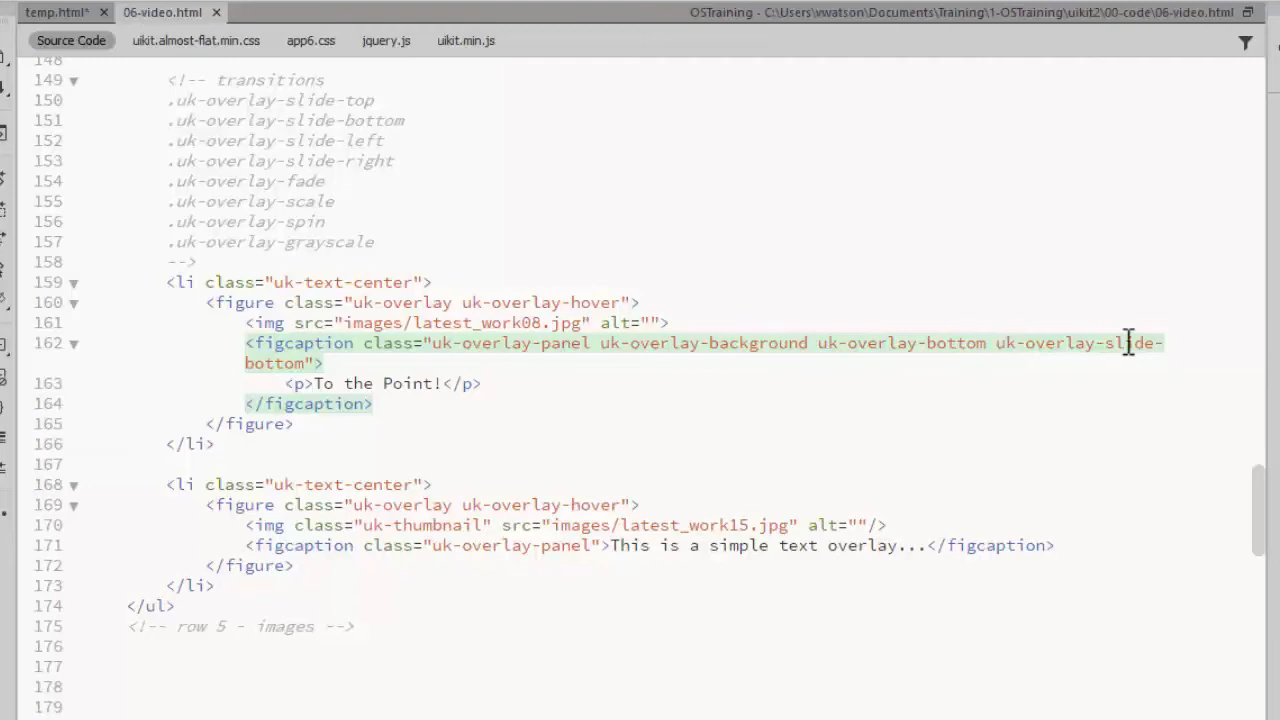 temp.html* × 06-video.html × OSTraining - C:\Users\vwatson\Documents\Training\1-OSTraining\uikit2\00-code\06-video.html
Source Code uikit.almost-flat.min.css app6.css jquery.js uikit.min.js
148
149 ▼ <!-- transitions
150 .uk-overlay-slide-top
151 .uk-overlay-slide-bottom
152 .uk-overlay-slide-left
153 .uk-overlay-slide-right
154 .uk-overlay-fade
155 .uk-overlay-scale
156 .uk-overlay-spin
157 .uk-overlay-grayscale
158 -->
159 ▼ <li class="uk-text-center">
160 ▼ <figure class="uk-overlay uk-overlay-hover">
161 <img src="images/latest_work08.jpg" alt="">
162 ▼ <figcaption class="uk-overlay-panel uk-overlay-background uk-overlay-bottom uk-overlay-slide-
bottom">
163 <p>To the Point!</p>
164 </figcaption>
165 </figure>
166 </li>
167
168 ▼ <li class="uk-text-center">
169 ▼ <figure class="uk-overlay uk-overlay-hover">
170 <img class="uk-thumbnail" src="images/latest_work15.jpg" alt=""/>
171 <figcaption class="uk-overlay-panel">This is a simple text overlay...</figcaption>
172 </figure>
173 </li>
174 </ul>
175 <!-- row 5 - images -->
176
177
178
179